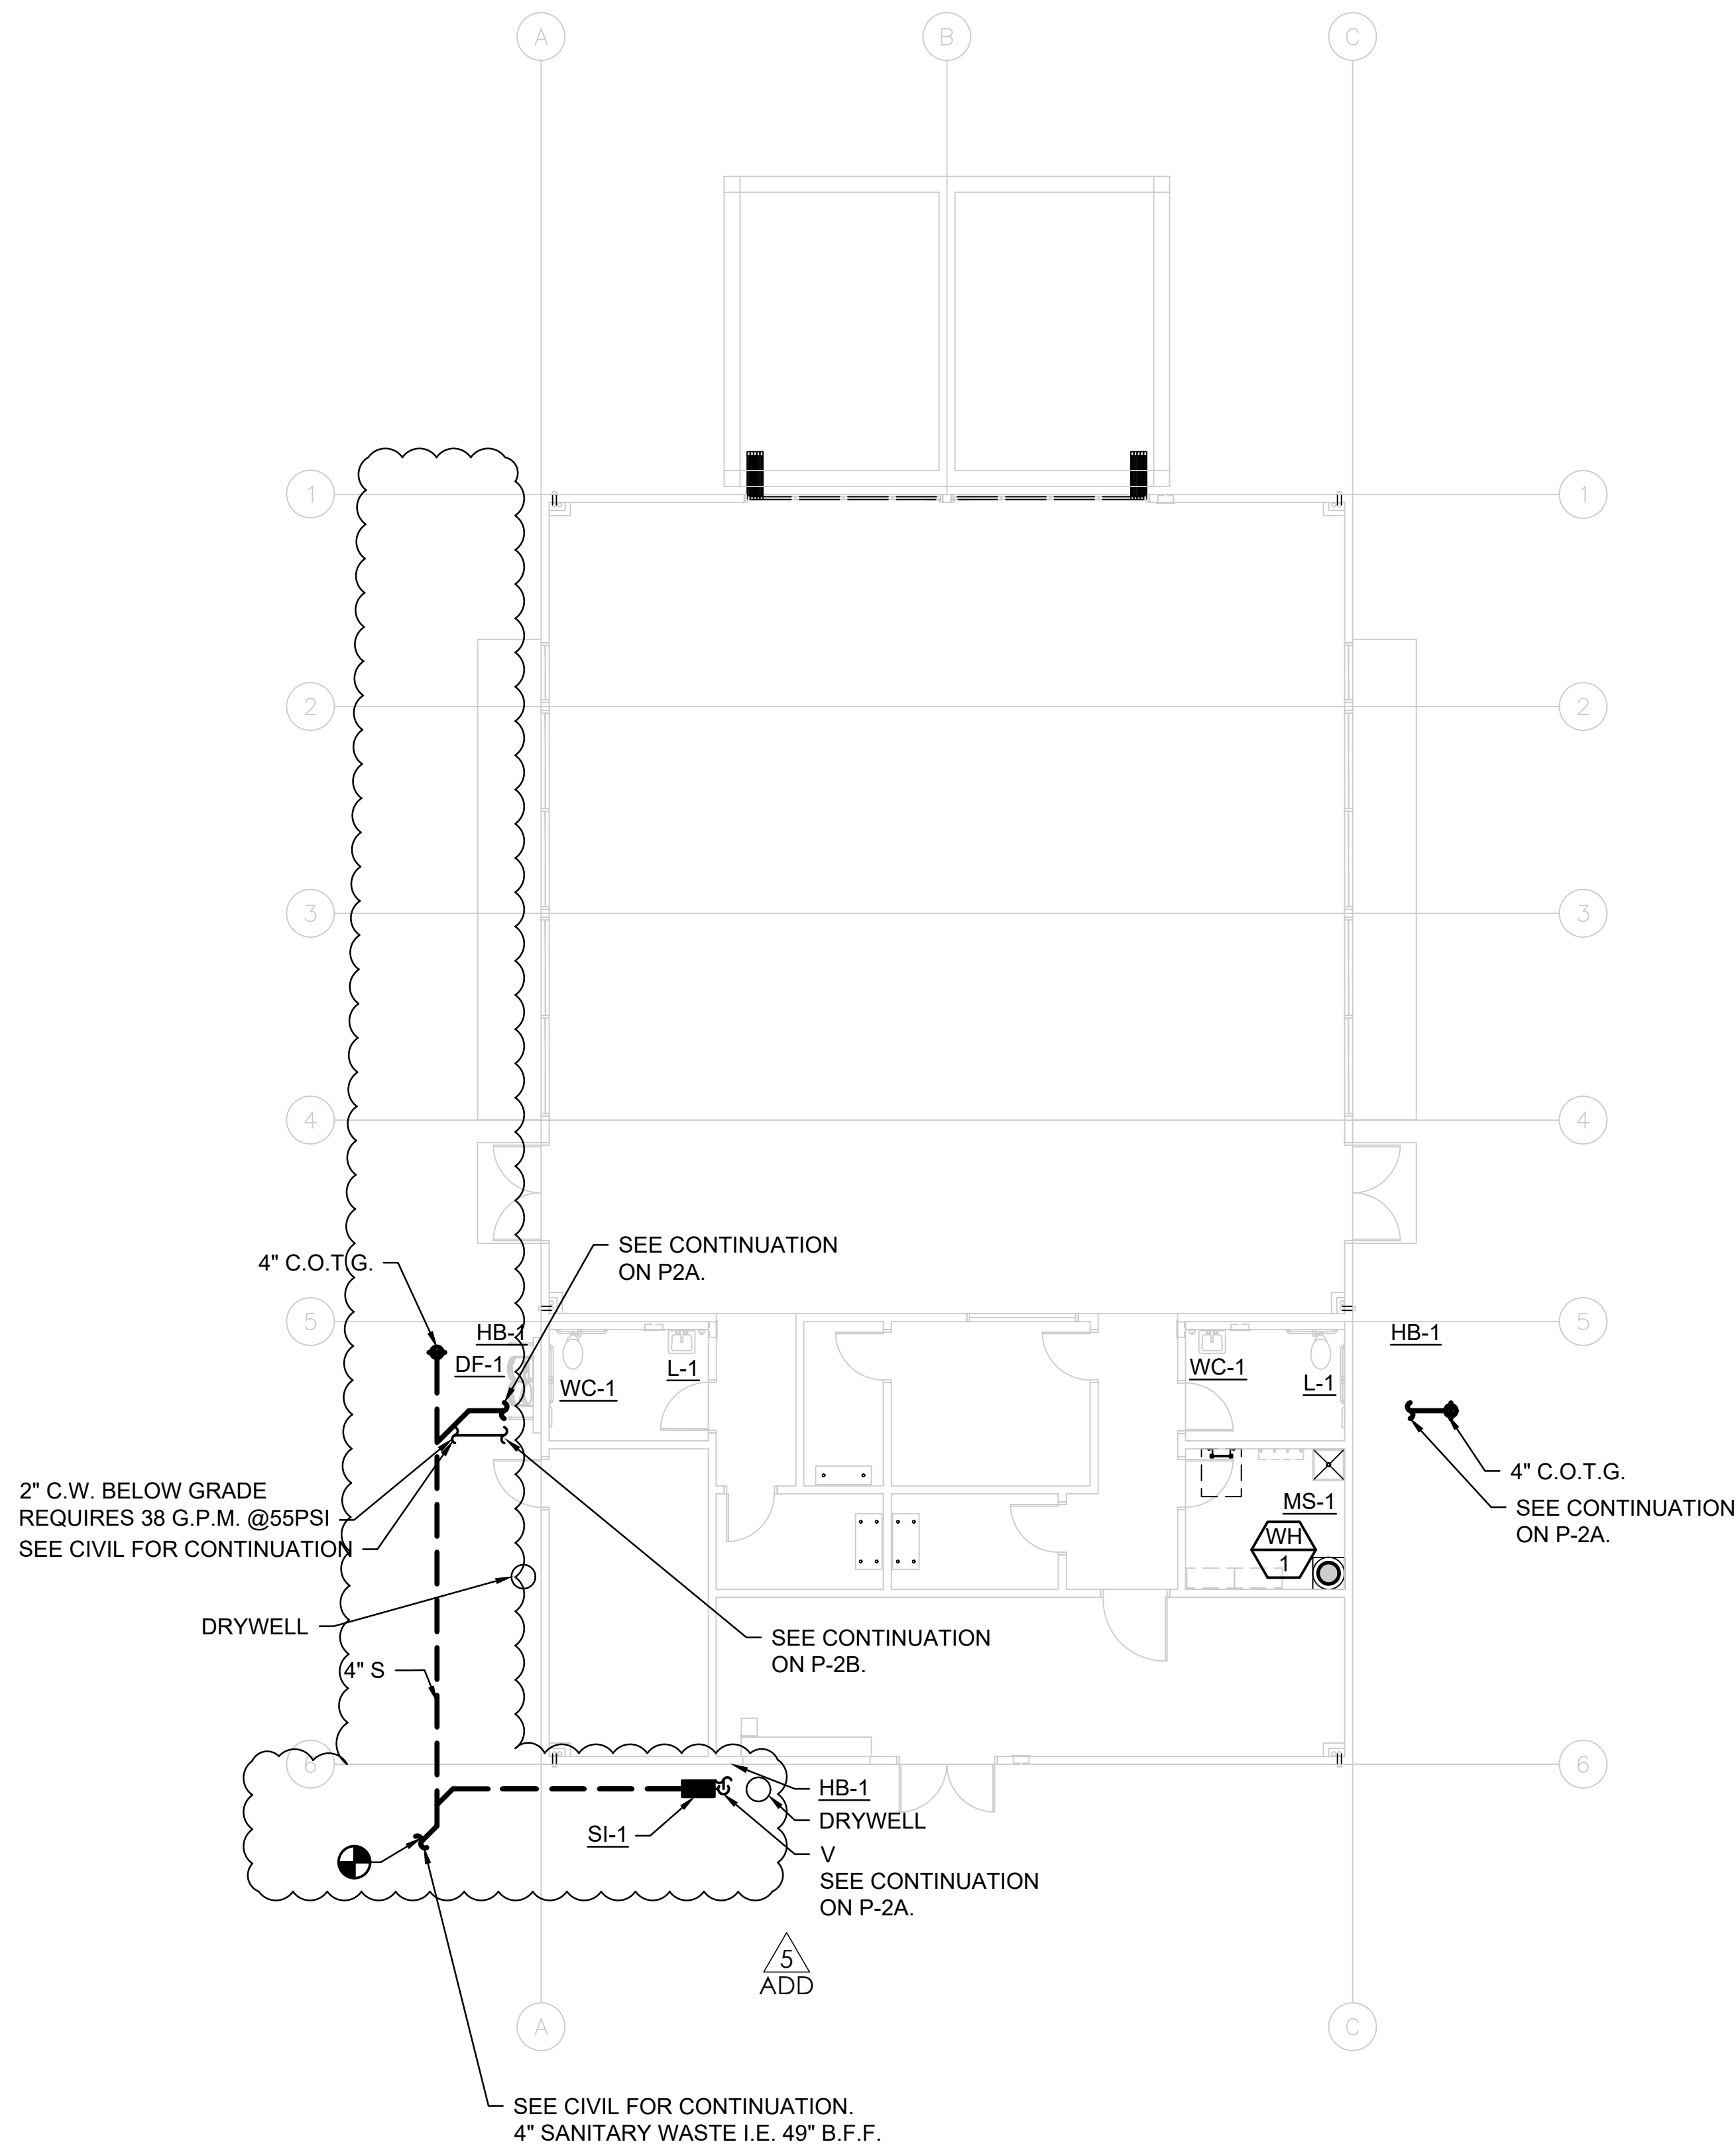 A
B
C
1
1
2
2
3
3
4
4
SEE CONTINUATION
ON P2A.
4" C.O.T.G.
5
5
HB-1
HB-1
DF-1
L-1
WC-1
WC-1
L-1
4" C.O.T.G.
SEE CONTINUATION
ON P-2A.
2" C.W. BELOW GRADE
REQUIRES 38 G.P.M. @55PSI
SEE CIVIL FOR CONTINUATION
MS-1
WH
1
DRYWELL
SEE CONTINUATION
ON P-2B.
4" S
6
6
HB-1
DRYWELL
SI-1
V
SEE CONTINUATION
ON P-2A.
5
ADD
A
C
SEE CIVIL FOR CONTINUATION.
4" SANITARY WASTE I.E. 49" B.F.F.